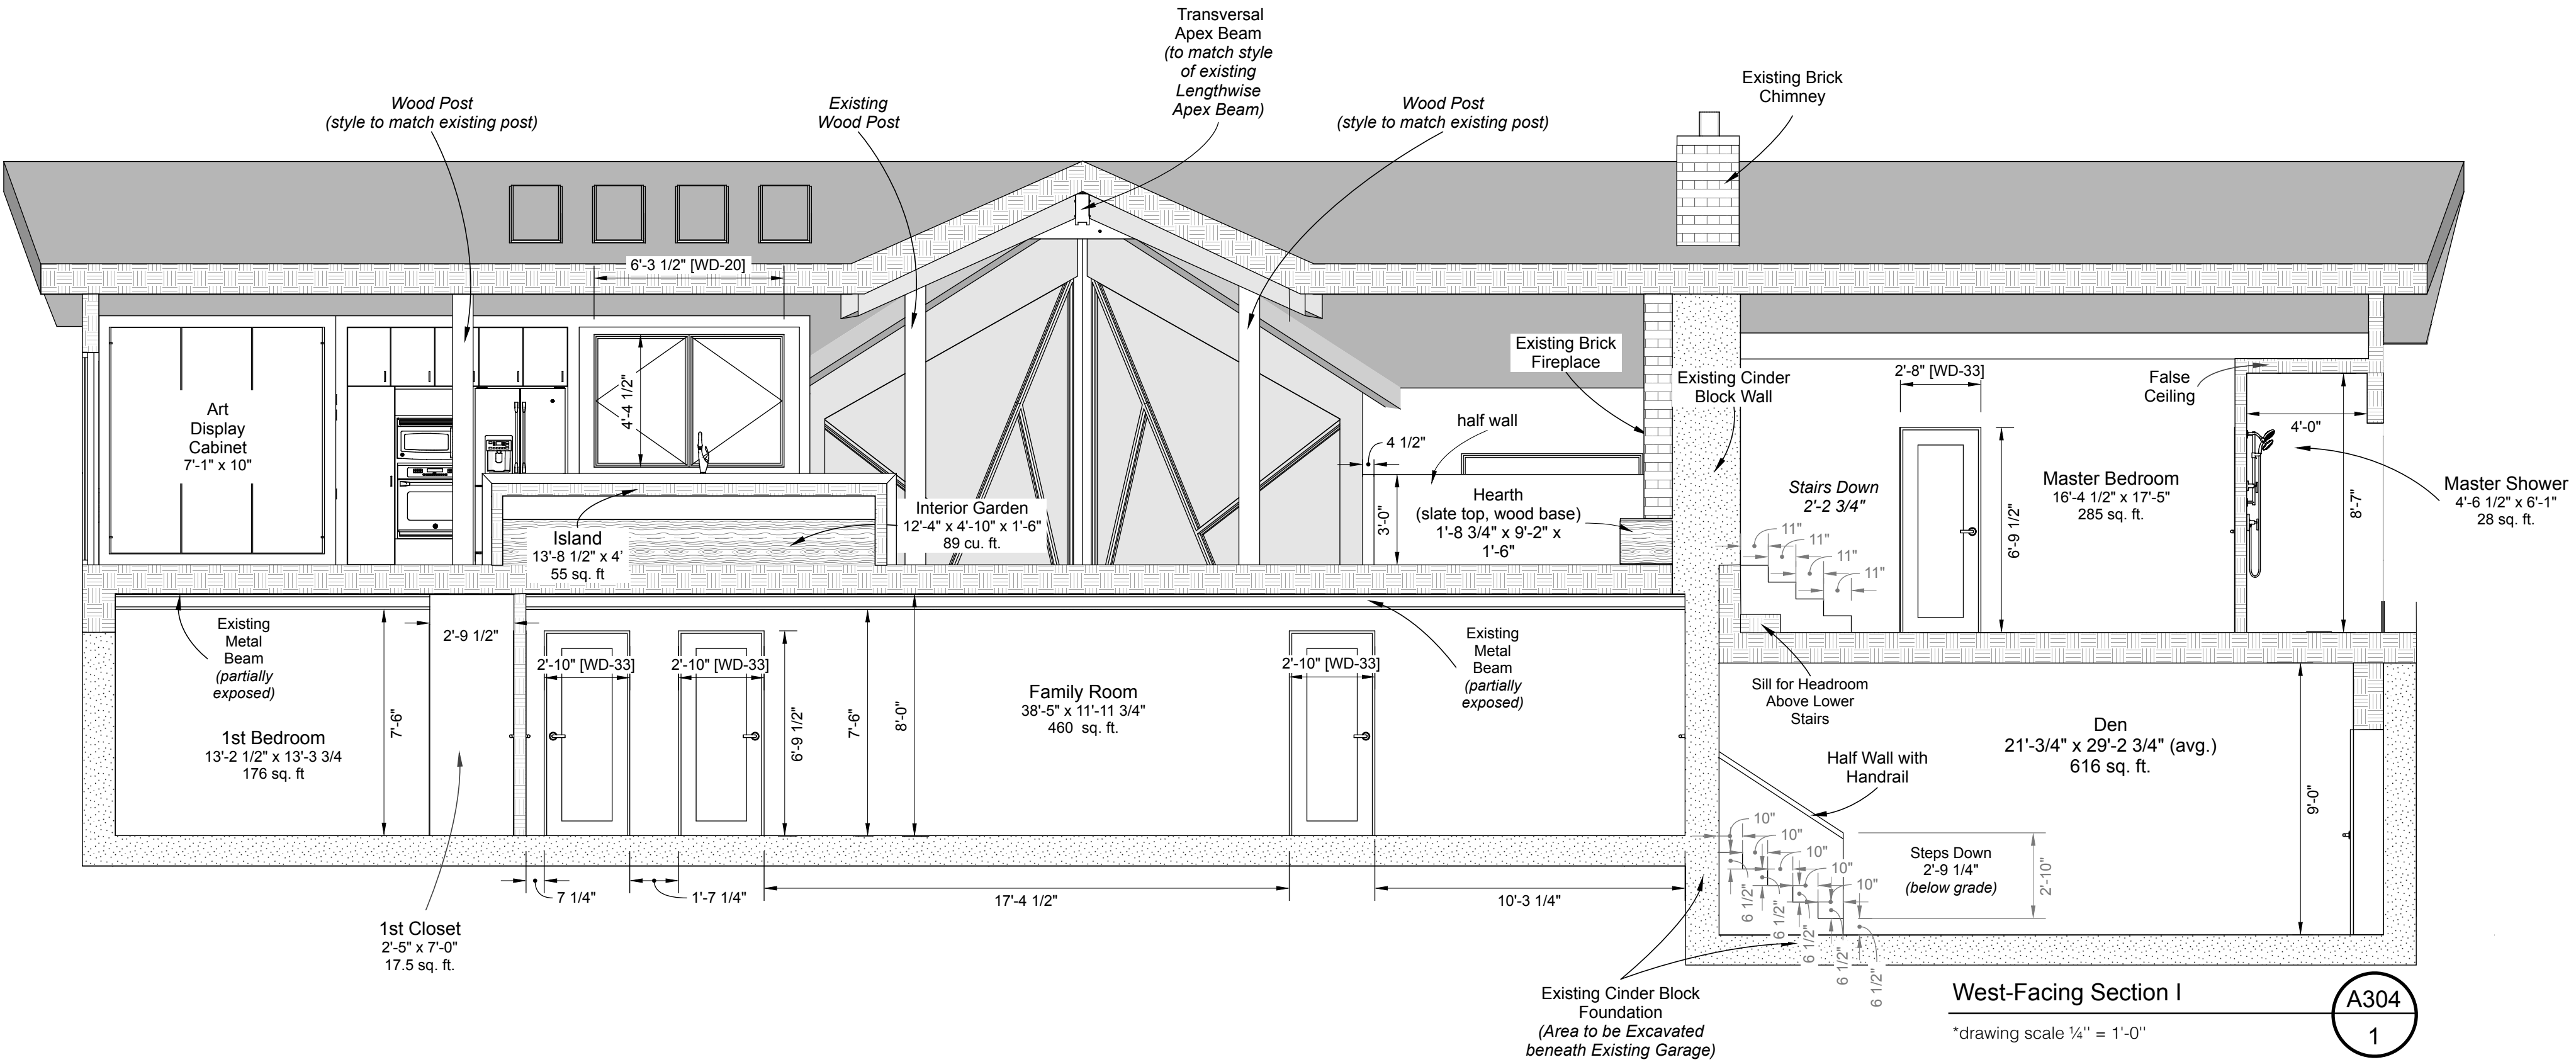 Transversal
Apex Beam
(to match style
of existing
Lengthwise
Apex Beam)
Existing Brick
Chimney
Wood Post
(style to match existing post)
Existing
Wood Post
Wood Post
(style to match existing post)
6'-3 1/2" [WD-20]
4'-4 1/2"
Art
Display
Cabinet
7'-1" x 10"
Island
13'-8 1/2" x 4'
55 sq. ft
Interior Garden
12'-4" x 4'-10" x 1'-6"
89 cu. ft.
4 1/2"
half wall
3'-0"
Hearth
(slate top, wood base)
1'-8 3/4" x 9'-2" x
1'-6"
Existing Brick
Fireplace
Existing Cinder
Block Wall
Stairs Down
2'-2 3/4"
11"
11"
11"
11"
2'-8" [WD-33]
6'-9 1/2"
Master Bedroom
16'-4 1/2" x 17'-5"
285 sq. ft.
False
Ceiling
4'-0"
8'-7"
Master Shower
4'-6 1/2" x 6'-1"
28 sq. ft.
Existing
Metal
Beam
(partially
exposed)
2'-9 1/2"
7'-6"
1st Bedroom
13'-2 1/2" x 13'-3 3/4
176 sq. ft
2'-10" [WD-33]
2'-10" [WD-33]
6'-9 1/2"
7'-6"
8'-0"
Family Room
38'-5" x 11'-11 3/4"
460 sq. ft.
2'-10" [WD-33]
Existing
Metal
Beam
(partially
exposed)
Sill for Headroom
Above Lower
Stairs
Den
21'-3/4" x 29'-2 3/4" (avg.)
616 sq. ft.
9'-0"
Half Wall with
Handrail
10"
10"
10"
10"
10"
6 1/2"
6 1/2"
6 1/2"
6 1/2"
6 1/2"
Steps Down
2'-9 1/4"
(below grade)
2'-10"
7 1/4"
1'-7 1/4"
17'-4 1/2"
10'-3 1/4"
1st Closet
2'-5" x 7'-0"
17.5 sq. ft.
Existing Cinder Block
Foundation
(Area to be Excavated
beneath Existing Garage)
West-Facing Section I
*drawing scale ¼" = 1'-0"
A304
1